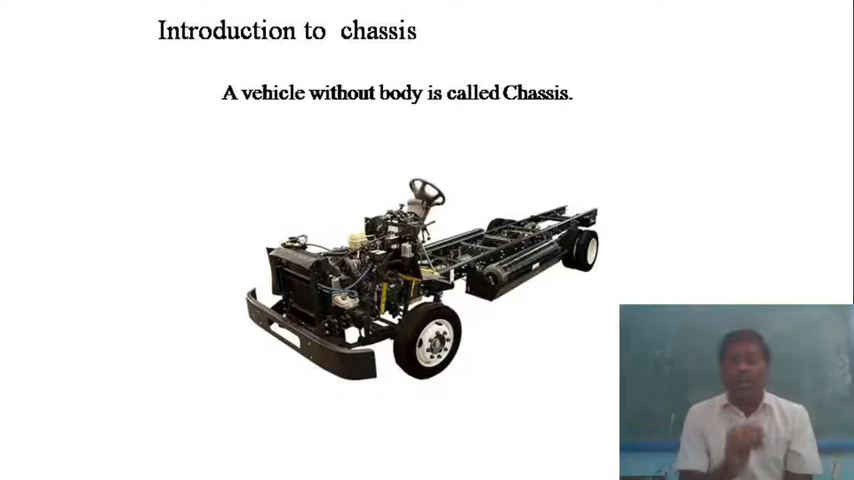 Introduction to chassis
A vehicle without body is called Chassis.